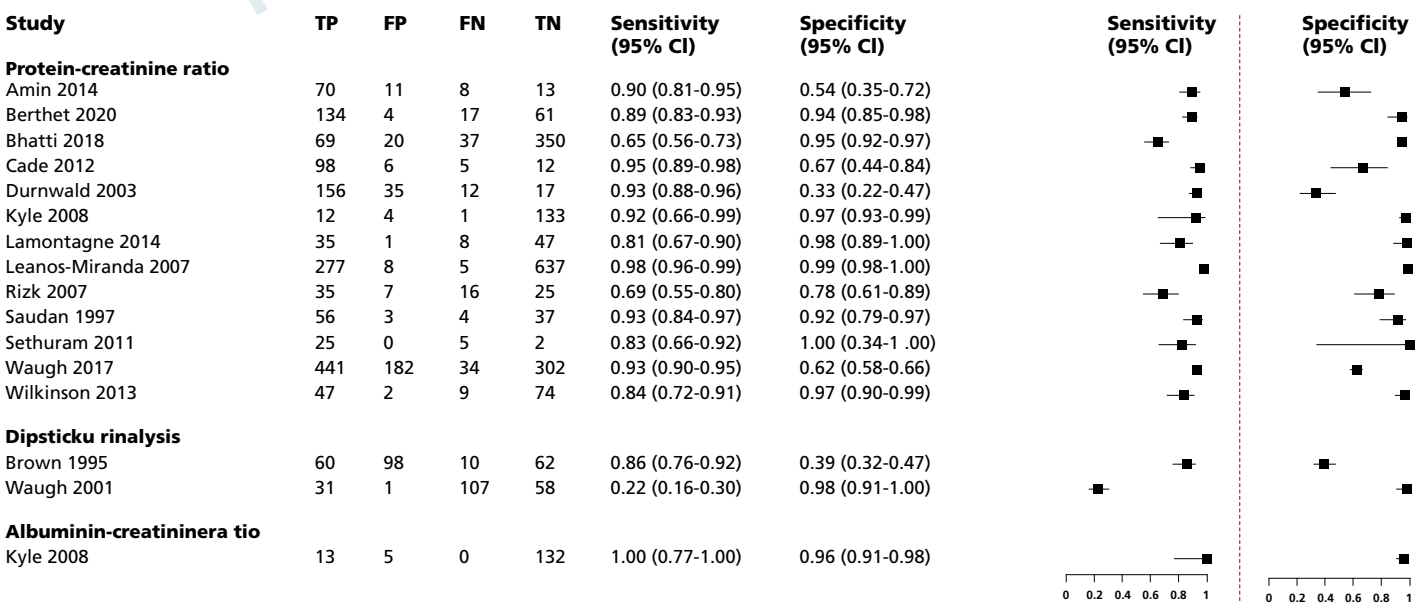 Study TP FP FN TN Sensitivity (95% Cl) Specificity (95% Cl) Sensitivity (95% Cl) Specificity (95% Cl)
Protein-creatinine ratio
Amin 2014 70 11 8 13 0.90 (0.81-0.95) 0.54 (0.35-0.72)
Berthet 2020 134 4 17 61 0.89 (0.83-0.93) 0.94 (0.85-0.98)
Bhatti 2018 69 20 37 350 0.65 (0.56-0.73) 0.95 (0.92-0.97)
Cade 2012 98 6 5 12 0.95 (0.89-0.98) 0.67 (0.44-0.84)
Durnwald 2003 156 35 12 17 0.93 (0.88-0.96) 0.33 (0.22-0.47)
Kyle 2008 12 4 1 133 0.92 (0.66-0.99) 0.97 (0.93-0.99)
Lamontagne 2014 35 1 8 47 0.81 (0.67-0.90) 0.98 (0.89-1.00)
Leanos-Miranda 2007 277 8 5 637 0.98 (0.96-0.99) 0.99 (0.98-1.00)
Rizk 2007 35 7 16 25 0.69 (0.55-0.80) 0.78 (0.61-0.89)
Saudan 1997 56 3 4 37 0.93 (0.84-0.97) 0.92 (0.79-0.97)
Sethuram 2011 25 0 5 2 0.83 (0.66-0.92) 1.00 (0.34-1 .00)
Waugh 2017 441 182 34 302 0.93 (0.90-0.95) 0.62 (0.58-0.66)
Wilkinson 2013 47 2 9 74 0.84 (0.72-0.91) 0.97 (0.90-0.99)
Dipsticku rinalysis
Brown 1995 60 98 10 62 0.86 (0.76-0.92) 0.39 (0.32-0.47)
Waugh 2001 31 1 107 58 0.22 (0.16-0.30) 0.98 (0.91-1.00)
Albuminin-creatininera tio
Kyle 2008 13 5 0 132 1.00 (0.77-1.00) 0.96 (0.91-0.98)
0 0.2 0.4 0.6 0.8 1 0 0.2 0.4 0.6 0.8 1